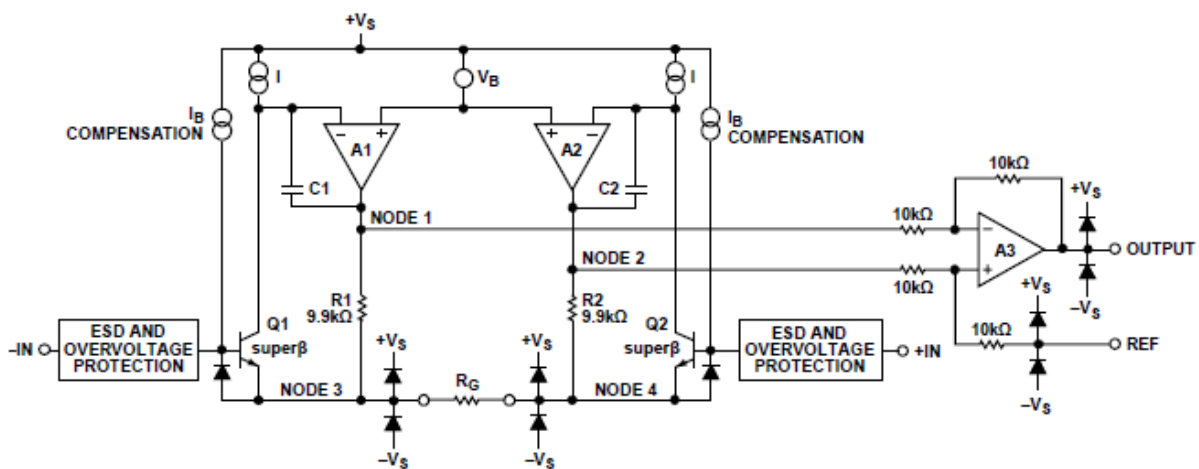 +VS
I
VB
I
IB
COMPENSATION
IB
COMPENSATION
− +
+ −
A1
A2
C1
C2
10kΩ
+VS
NODE 1
10kΩ
−
A3
OUTPUT
NODE 2
10kΩ
+
+VS
−VS
R1
9.9kΩ
R2
9.9kΩ
10kΩ
REF
−VS
−IN
ESD AND
OVERVOLTAGE
PROTECTION
Q1
superβ
+VS
+VS
Q2
superβ
ESD AND
OVERVOLTAGE
PROTECTION
+IN
NODE 3
RG
NODE 4
−VS
−VS